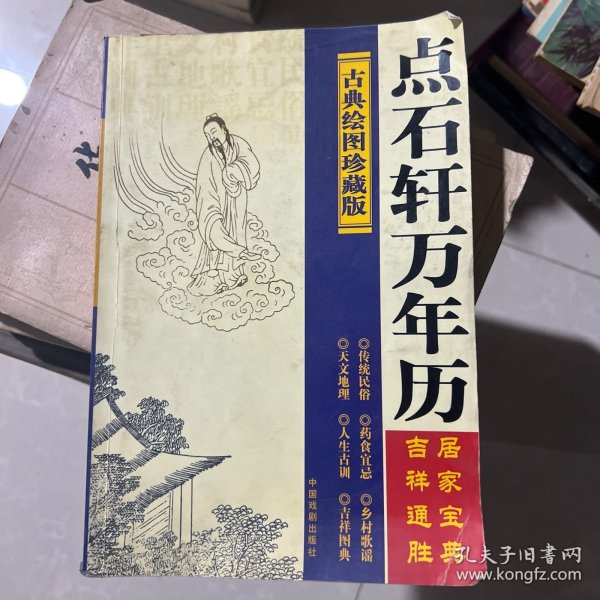 点石轩万年历
古典绘图珍藏版
◎传统民俗 ◎药食宜忌 ◎乡村歌谣
◎天文地理 ◎人生古训 ◎吉祥图典
居家宝典
吉祥通胜
中国戏剧出版社
华
孔夫子旧书网
www.kongfz.com